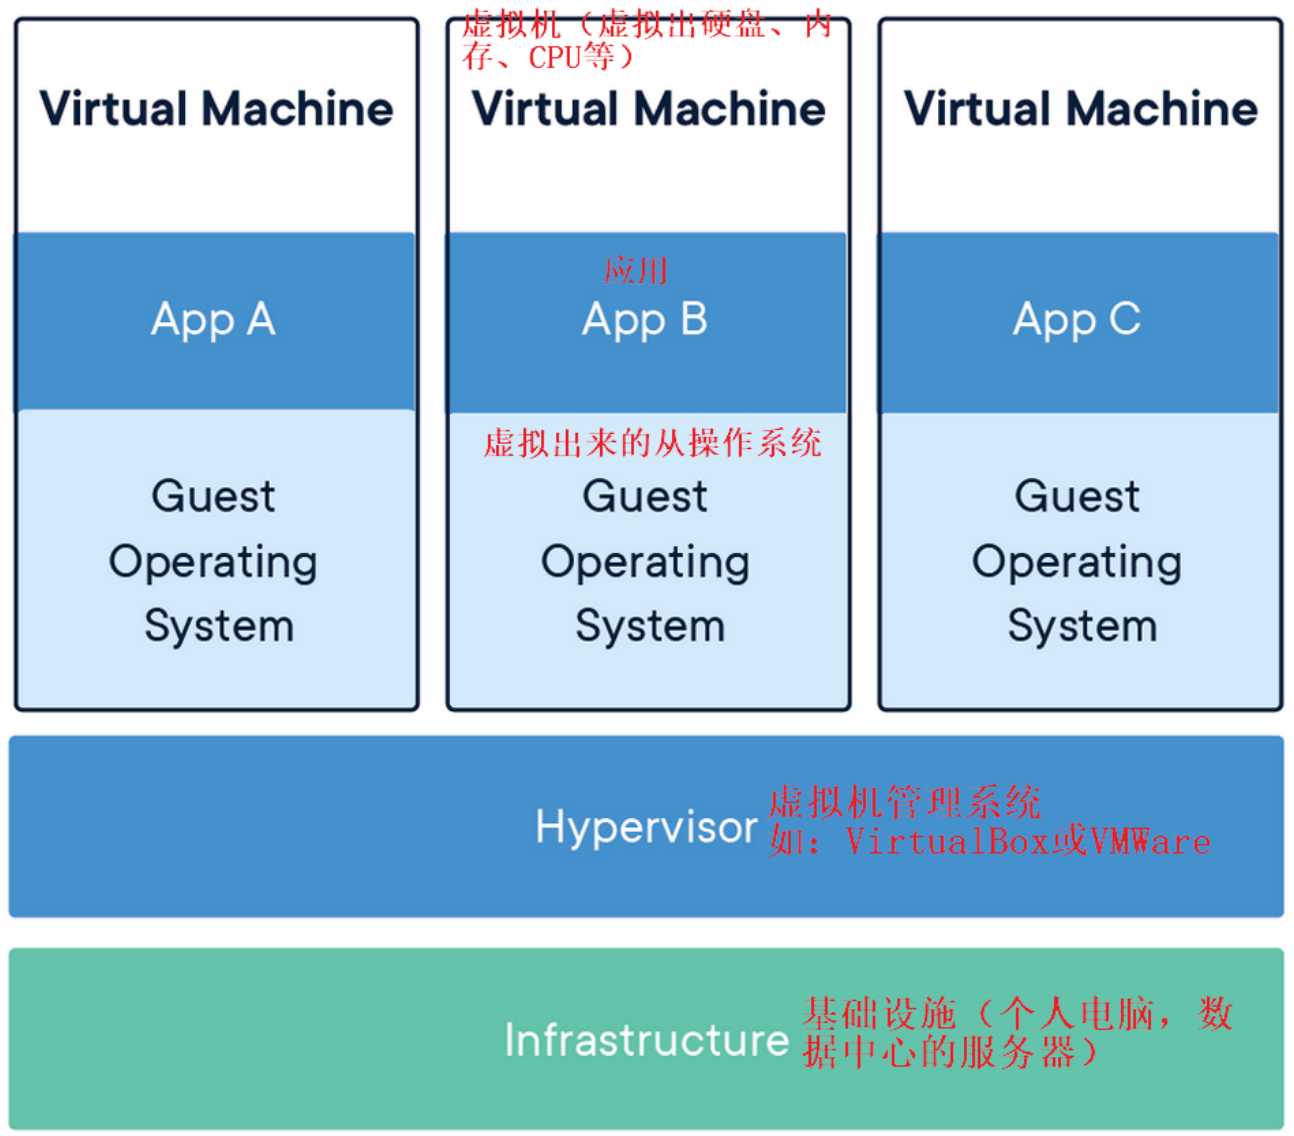 虚拟机（虚拟出硬盘、内
存、CPU等）
Virtual Machine
Virtual Machine
Virtual Machine
应用
App A
App B
App C
虚拟出来的从操作系统
Guest
Operating
System
Guest
Operating
System
Guest
Operating
System
Hypervisor
虚拟机管理系统
如：VirtualBox或VMWare
Infrastructure
基础设施（个人电脑，数
据中心的服务器）